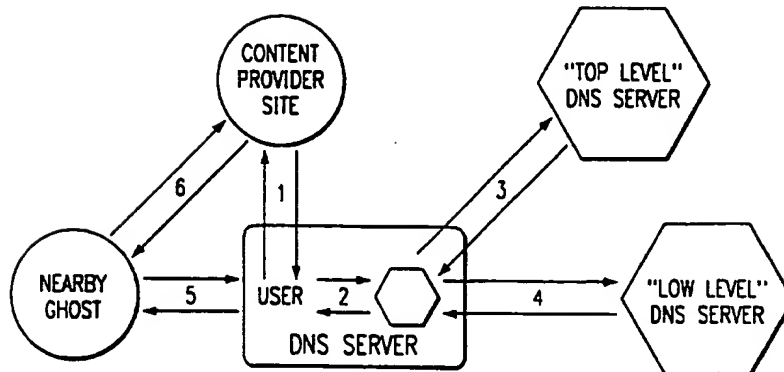 CONTENT
PROVIDER
SITE
"TOP LEVEL"
DNS SERVER
6
1
3
NEARBY
GHOST
5
USER
2
4
"LOW LEVEL"
DNS SERVER
DNS SERVER